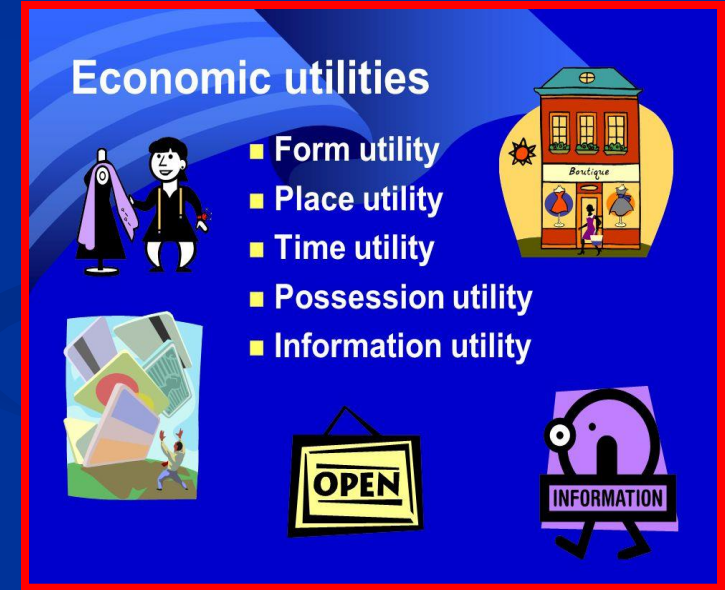 Economic utilities
Form utility
Place utility
Time utility
Possession utility
Information utility
Boutique
OPEN
INFORMATION